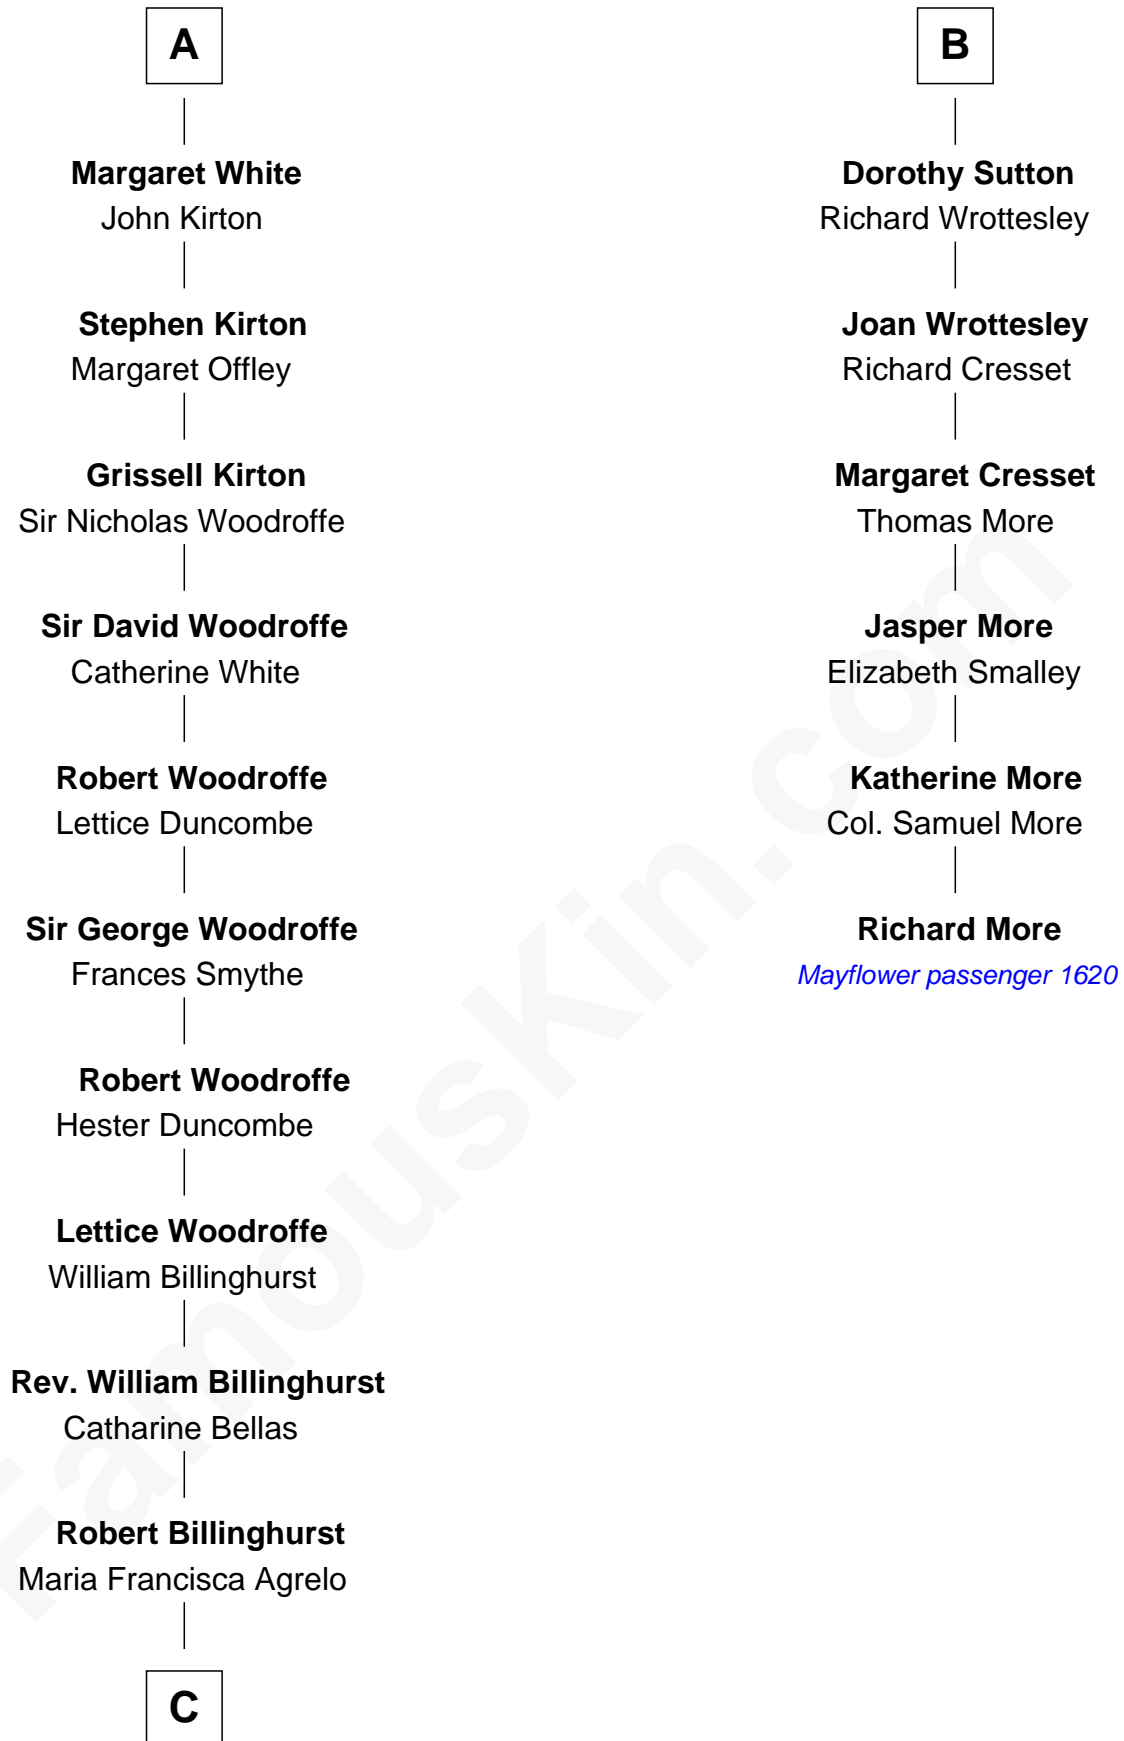 A
Margaret White
John Kirton
Stephen Kirton
Margaret Offley
Grissell Kirton
Sir Nicholas Woodroffe
Sir David Woodroffe
Catherine White
Robert Woodroffe
Lettice Duncombe
Sir George Woodroffe
Frances Smythe
Robert Woodroffe
Hester Duncombe
Lettice Woodroffe
William Billinghurst
Rev. William Billinghurst
Catharine Bellas
Robert Billinghurst
Maria Francisca Agrelo
C
B
Dorothy Sutton
Richard Wrottesley
Joan Wrottesley
Richard Cresset
Margaret Cresset
Thomas More
Jasper More
Elizabeth Smalley
Katherine More
Col. Samuel More
Richard More
Mayflower passenger 1620
FamousKin.com